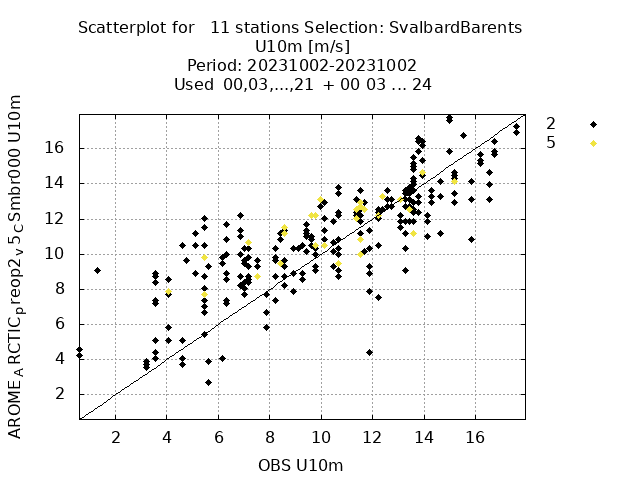 Scatterplot for 11 stations Selection: SvalbardBarents
U10m [m/s]
Period: 20231002-20231002
Used 00,03,...,21 + 00 03 ... 24
AROME_ARCTIC_preop2_v5_CSmbr000 U10m
2
5
16
14
12
10
8
6
4
2
2 4 6 8 10 12 14 16
OBS U10m